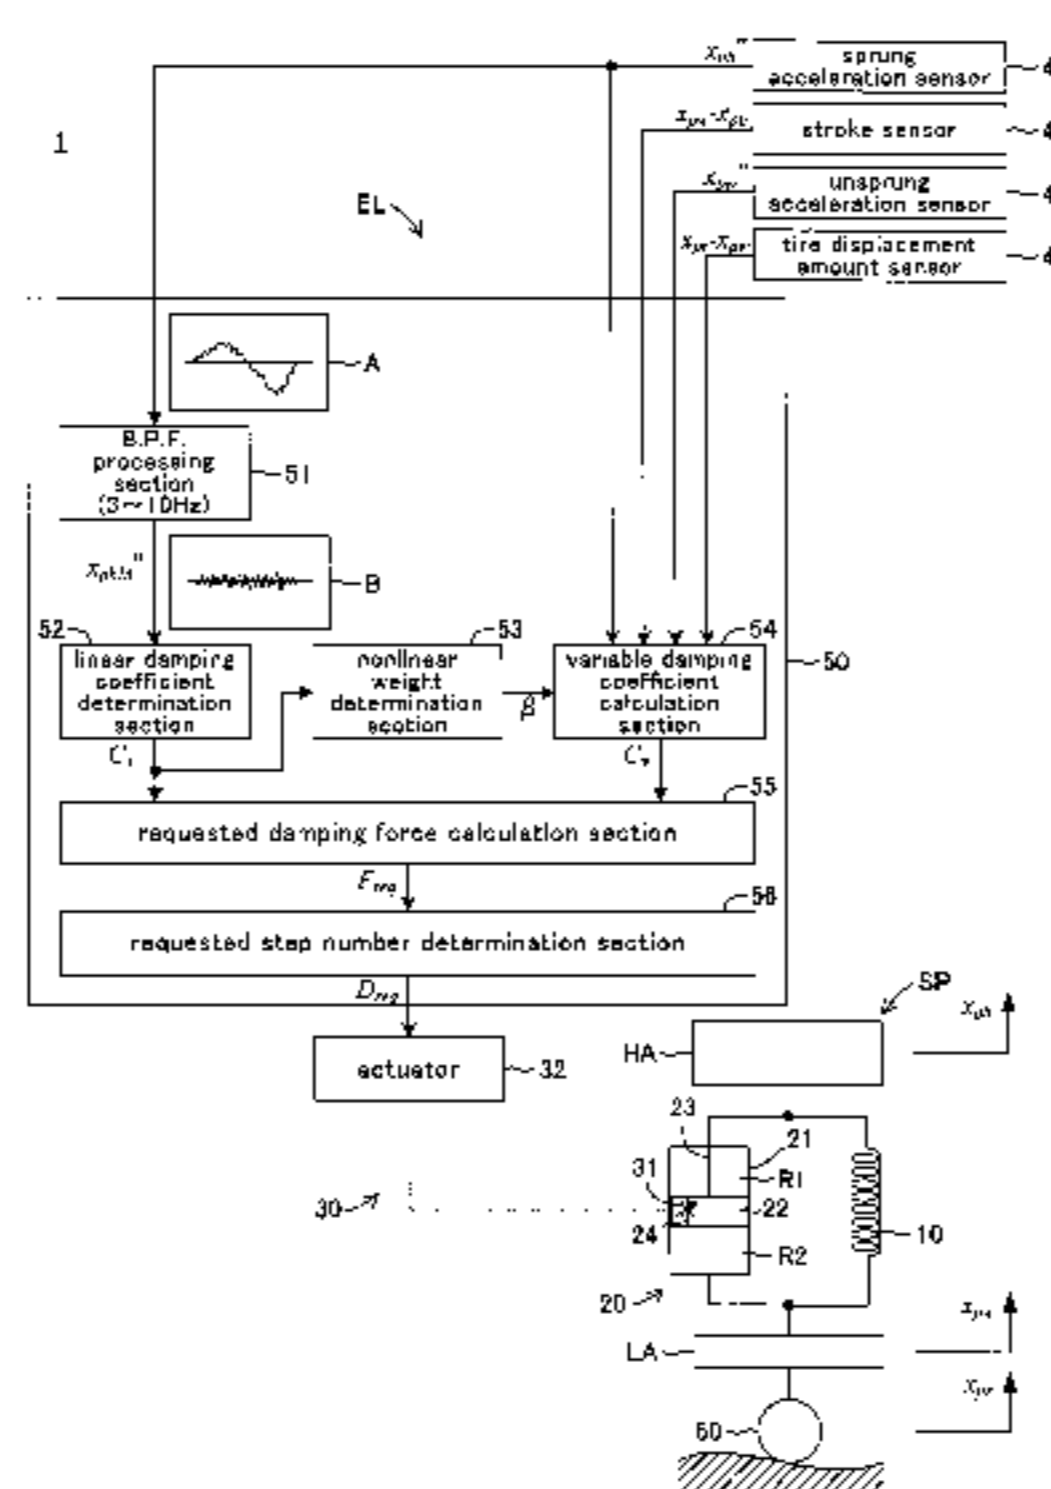 sprung
acceleration sensor
stroke sensor
1
unsprung
acceleration sensor
EL
tire displacement
amount sensor
A
B.P.F.
processing
section
(3~10Hz)
51
B
52
53
54
linear damping
coefficient
determination
section
nonlinear
weight
determination
section
β
variable damping
coefficient
calculation
section
50
55
requested damping force calculation section
F req
56
requested step number determination section
D req
SP
HA
actuator
32
23
21
31
R1
30
22
24
10
R2
20
LA
60